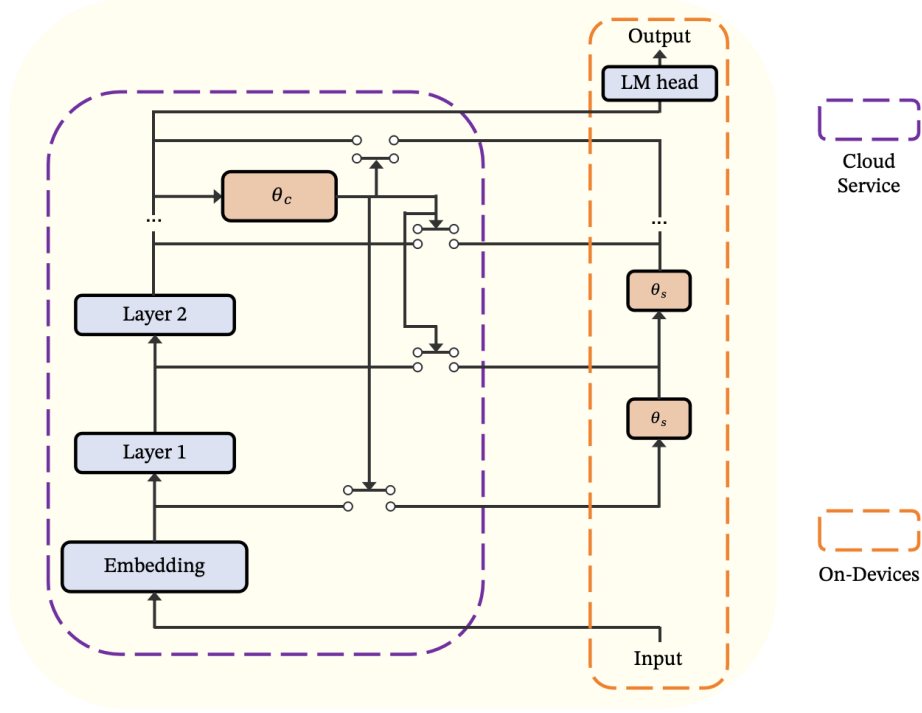 Output
LM head
θc
...
...
Layer 2
θs
Layer 1
θs
Embedding
Input
Cloud
Service
On-Devices